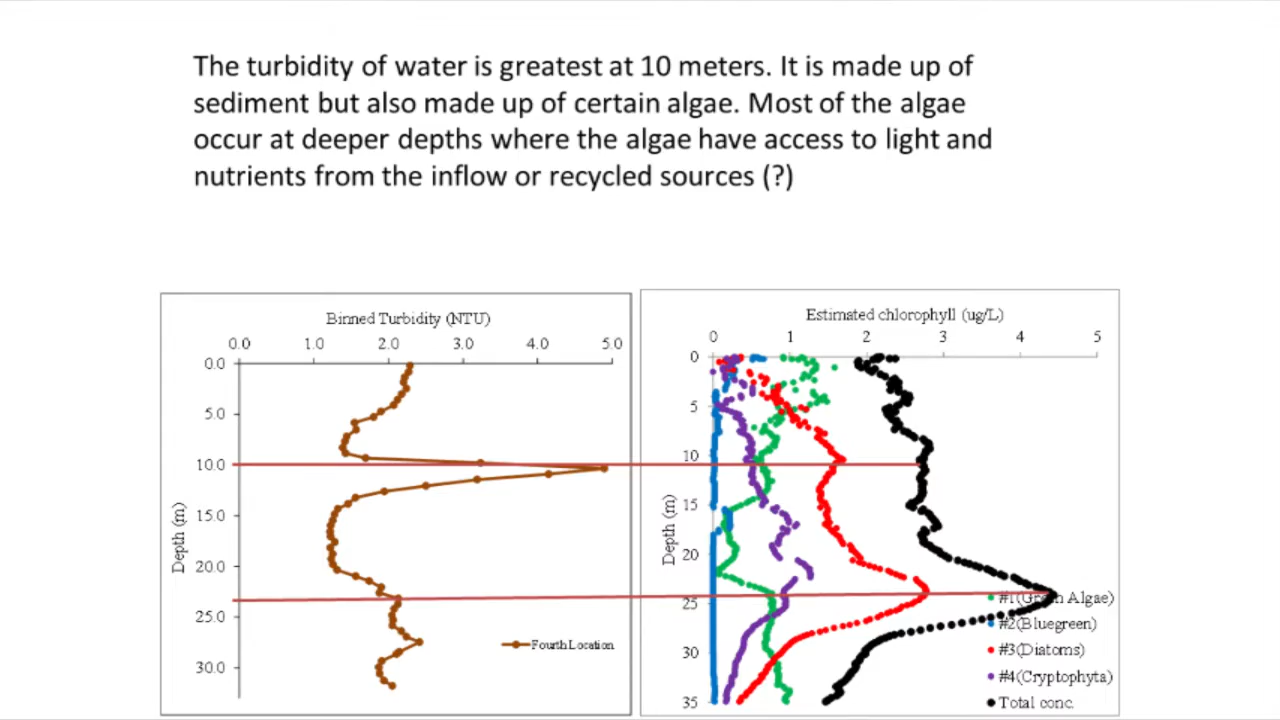 The turbidity of water is greatest at 10 meters. It is made up of
sediment but also made up of certain algae. Most of the algae
occur at deeper depths where the algae have access to light and
nutrients from the inflow or recycled sources (?)
Binned Turbidity (NTU)
0.0 1.0 2.0 3.0 4.0 5.0
0.0
5.0
10.0
15.0
20.0
25.0
30.0
Depth (m)
Fourth Location
Estimated chlorophyll (ug/L)
0 1 2 3 4 5
0
5
10
15
20
25
30
35
Depth (m)
#1(Green Algae)
#2(Bluegreen)
#3(Diatoms)
#4(Cryptophyta)
Total conc.